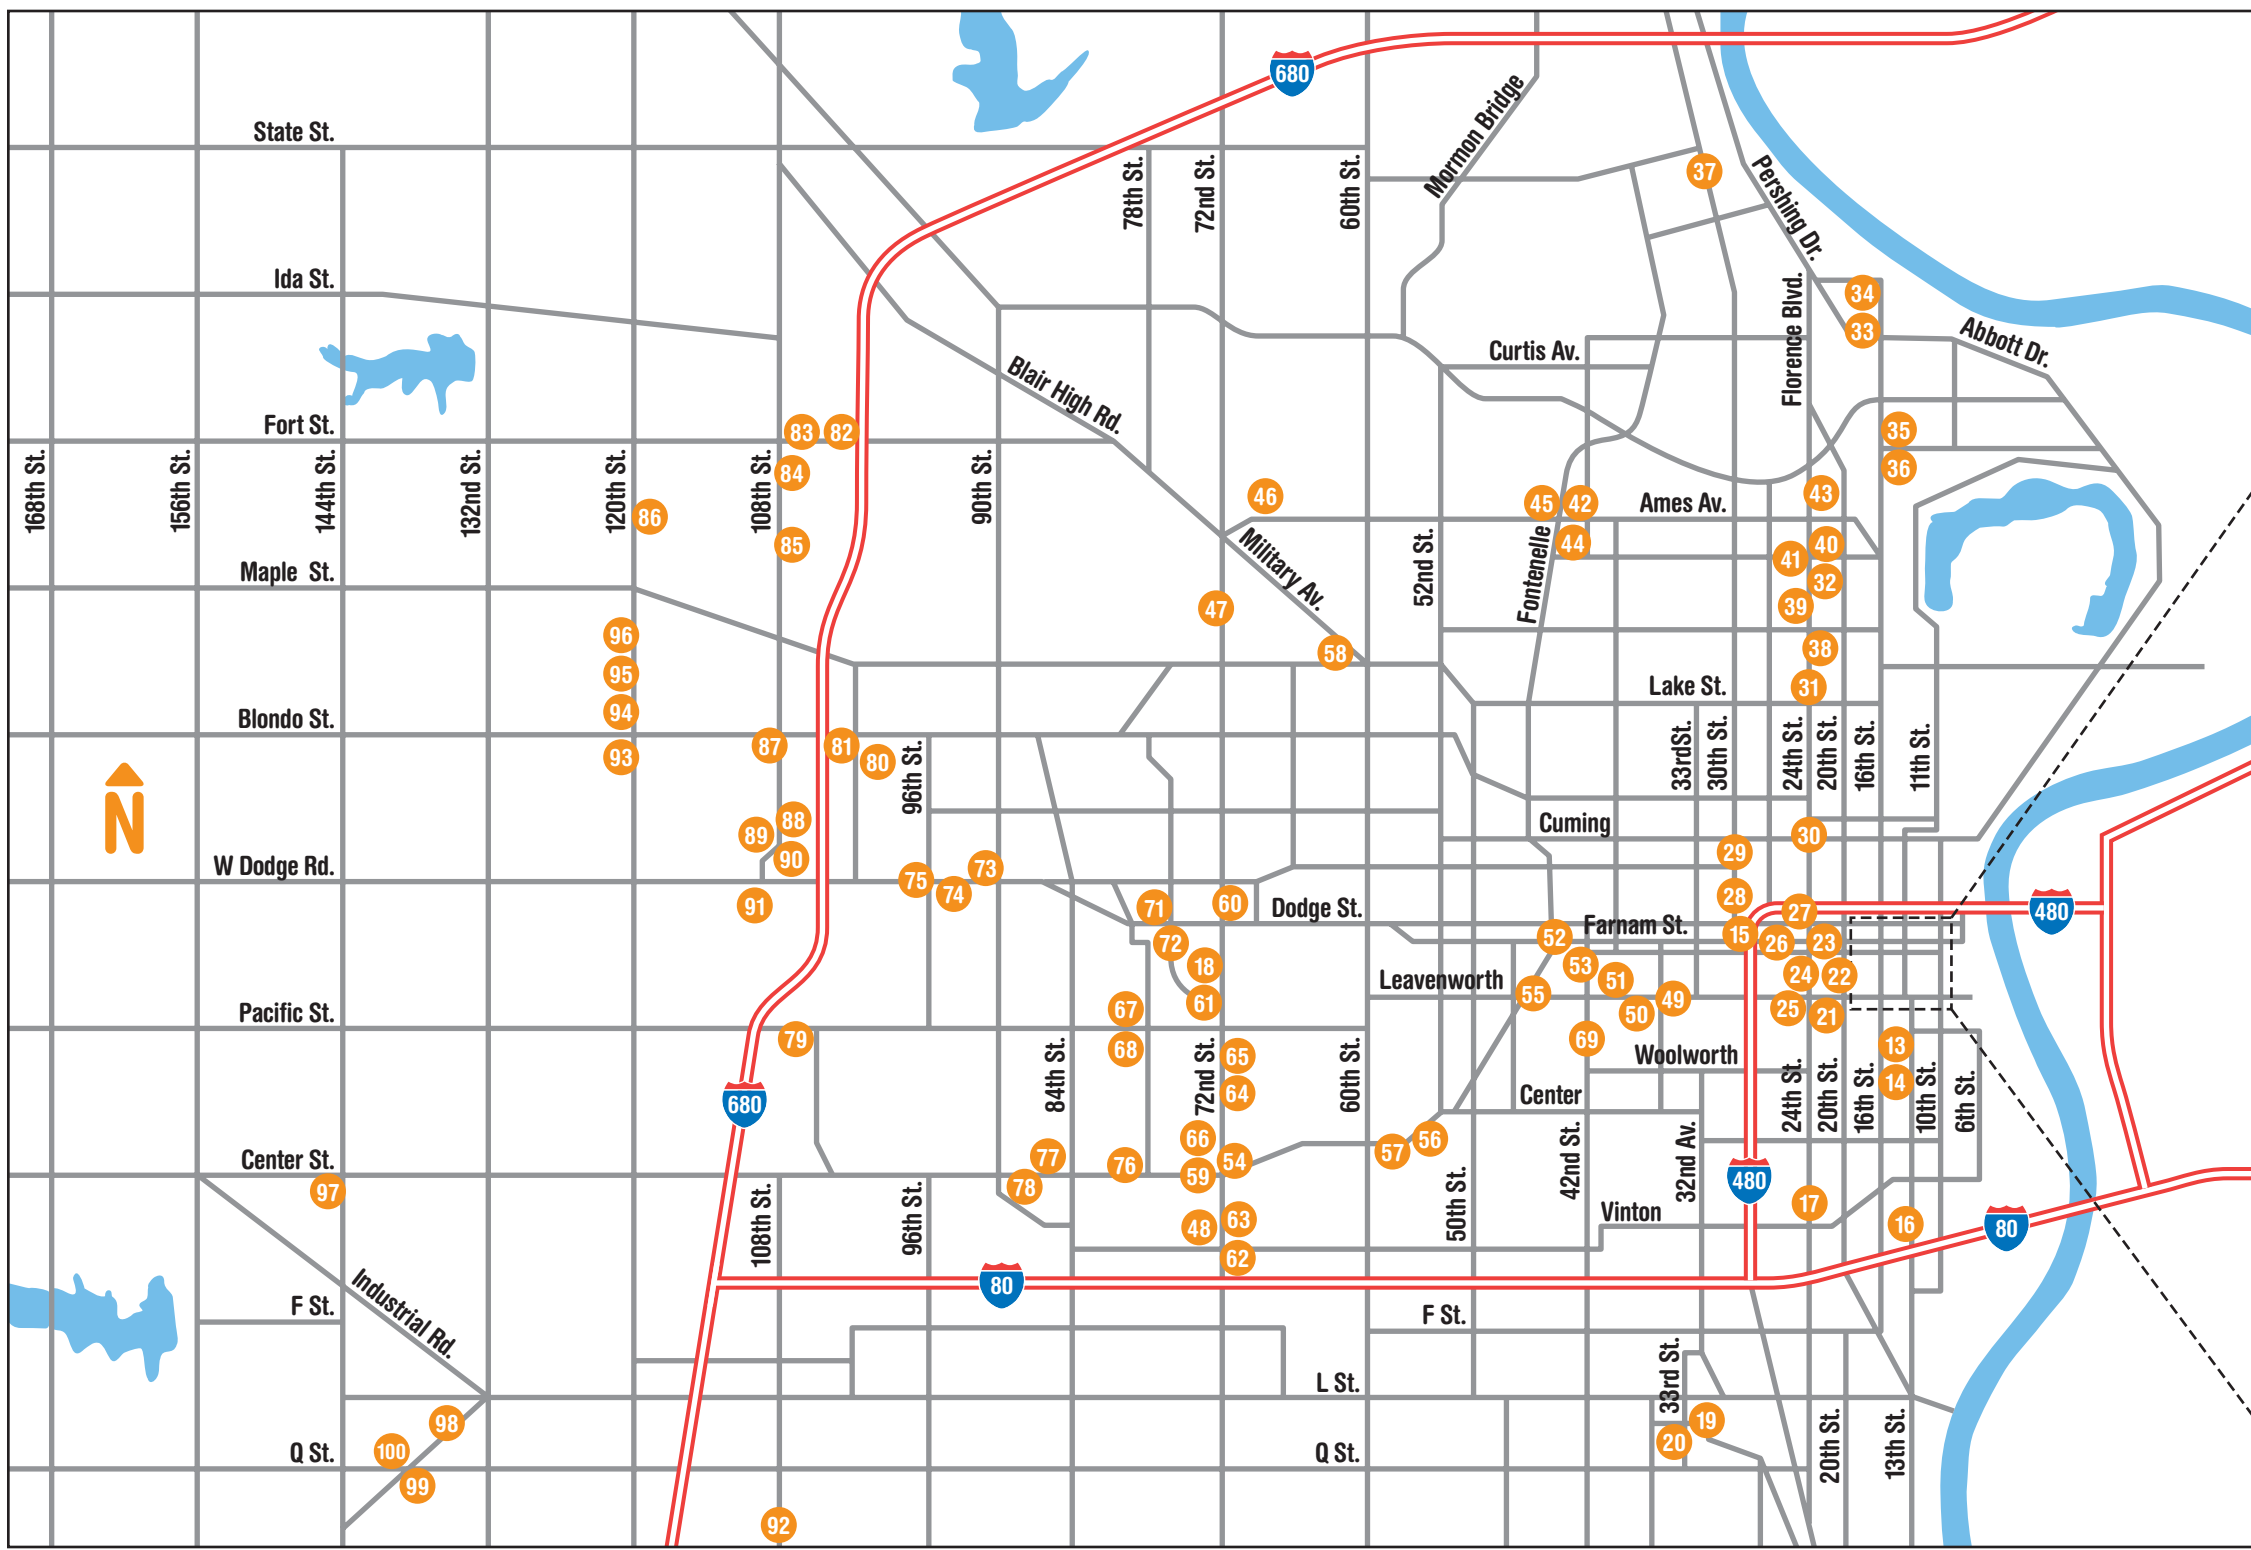 680
Mormon Bridge
State St.
78th St.
72nd St.
60th St.
37
Pershing Dr.
Ida St.
Florence Blvd.
34
33
Abbott Dr.
Curtis Av.
Blair High Rd.
Fort St.
83
82
35
84
36
168th St.
156th St.
144th St.
132nd St.
120th St.
108th St.
90th St.
86
46
45
42
Ames Av.
43
85
Military Av.
52nd St.
Fontenelle
44
41
40
Maple St.
32
47
39
96
58
38
95
Lake St.
31
94
Blondo St.
87
81
80
93
96th St.
33rdSt.
30th St.
24th St.
20th St.
16th St.
11th St.
N
89
88
Cuming
30
90
29
W Dodge Rd.
75
74
73
28
91
71
60
Dodge St.
27
480
52
Farnam St.
15
26
23
72
18
53
51
24
22
Leavenworth
55
49
61
67
50
25
21
Pacific St.
79
68
65
69
Woolworth
13
84th St.
72nd St.
60th St.
64
14
680
Center
24th St.
20th St.
16th St.
10th St.
6th St.
66
56
57
Center St.
77
76
54
59
78
97
42nd St.
32nd Av.
480
108th St.
96th St.
50th St.
48
63
Vinton
17
16
80
62
80
Industrial Rd.
F St.
F St.
33rd St.
L St.
98
19
100
20
Q St.
Q St.
20th St.
13th St.
99
92